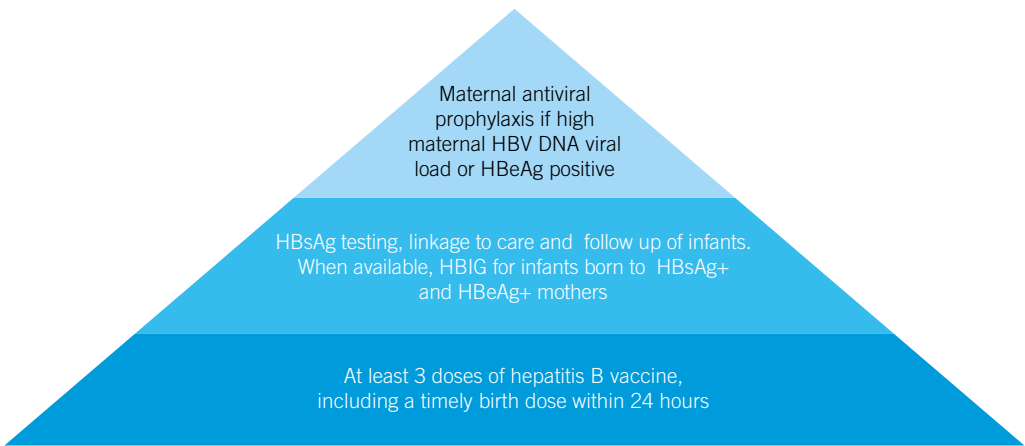 Maternal antiviral
prophylaxis if high
maternal HBV DNA viral
load or HBeAg positive
HBsAg testing, linkage to care and follow up of infants.
When available, HBIG for infants born to HBsAg+
and HBeAg+ mothers
At least 3 doses of hepatitis B vaccine,
including a timely birth dose within 24 hours